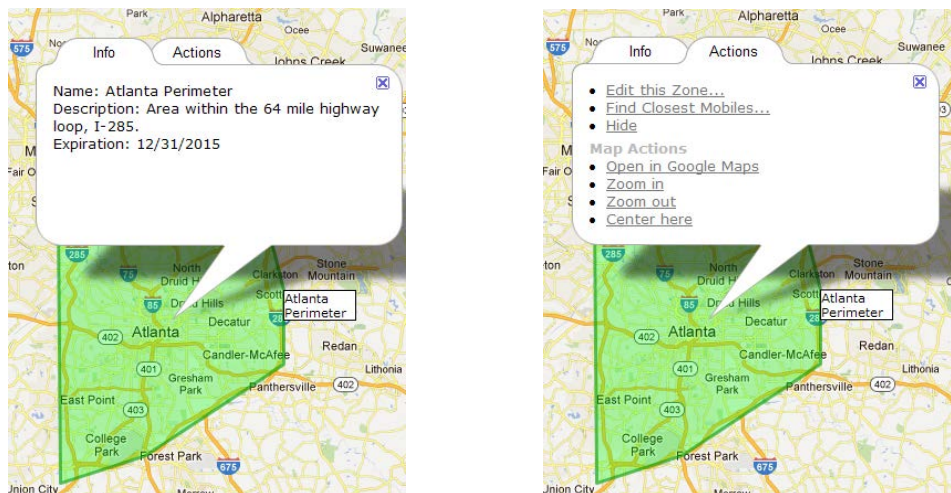 Park
Alpharetta
Ocee
575
Suwanee
Info
Actions
Johns Creek
Name: Atlanta Perimeter
Description: Area within the 64 mile highway
loop, I-285.
Expiration: 12/31/2015
Fair O
285
75
North
Druid H
Clarkston
Stone
Mountain
85
Druid Hills
Scott
Atlanta
Perimeter
402
Atlanta
Decatur
Candler-McAfee
Redan
Lithonia
401
Gresham
Park
Panthersville
402
East Point
403
College
Park
Forest Park
675
Union City
Morrow
Park
Alpharetta
Ocee
575
Suwanee
Info
Actions
Johns Creek
Edit this Zone...
Find Closest Mobiles...
Hide
Map Actions
Open in Google Maps
Zoom in
Zoom out
Center here
Fair O
285
75
North
Druid H
Clarkston
Stone
Mountain
85
Druid Hills
Scott
Atlanta
Perimeter
402
Atlanta
Decatur
Candler-McAfee
Redan
Lithonia
401
Gresham
Park
Panthersville
402
East Point
403
College
Park
Forest Park
675
Union City
Morrow